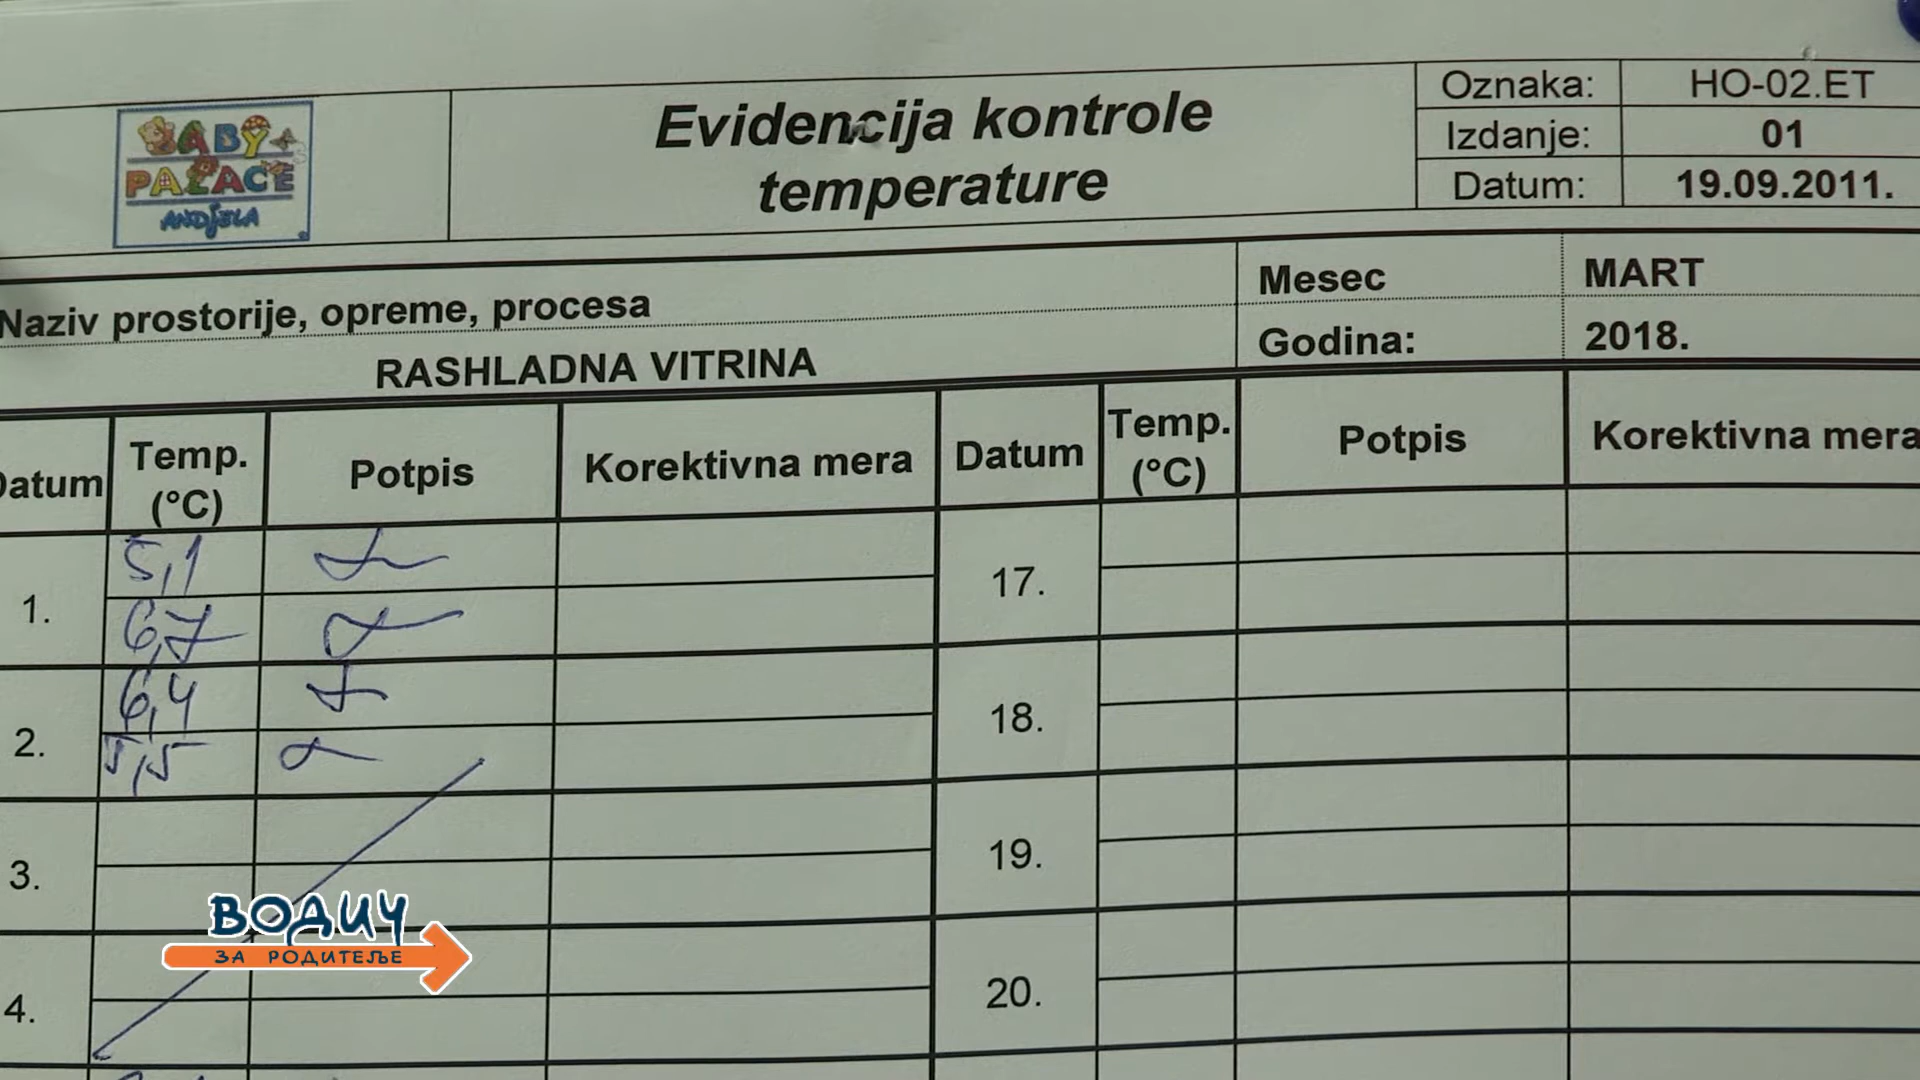 BABY
PALACE
ANDJELA
Evidencija kontrole
temperature
Oznaka: HO-02.ET
Izdanje: 01
Datum: 19.09.2011.
Naziv prostorije, opreme, procesa
RASHLADNA VITRINA
Mesec MART
Godina: 2018.
Datum Temp. (°C) Potpis Korektivna mera Datum Temp. (°C) Potpis Korektivna mera
1. 5,1 17.
6,7
2. 6,4 18.
5,5
3. 19.
4. 20.
ВОДИЧ
ЗА РОДИТЕЉЕ